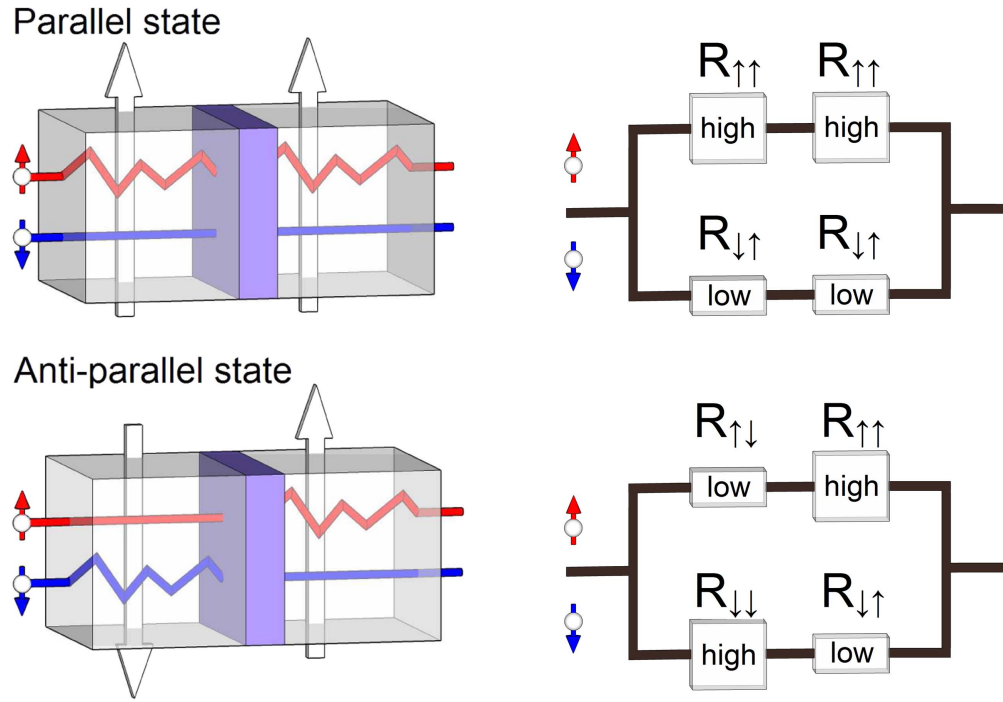 Parallel state
R↑↑ R↑↑
high high
R↓↑ R↓↑
low low
Anti-parallel state
R↑↓ R↑↑
low high
R↓↓ R↓↑
high low